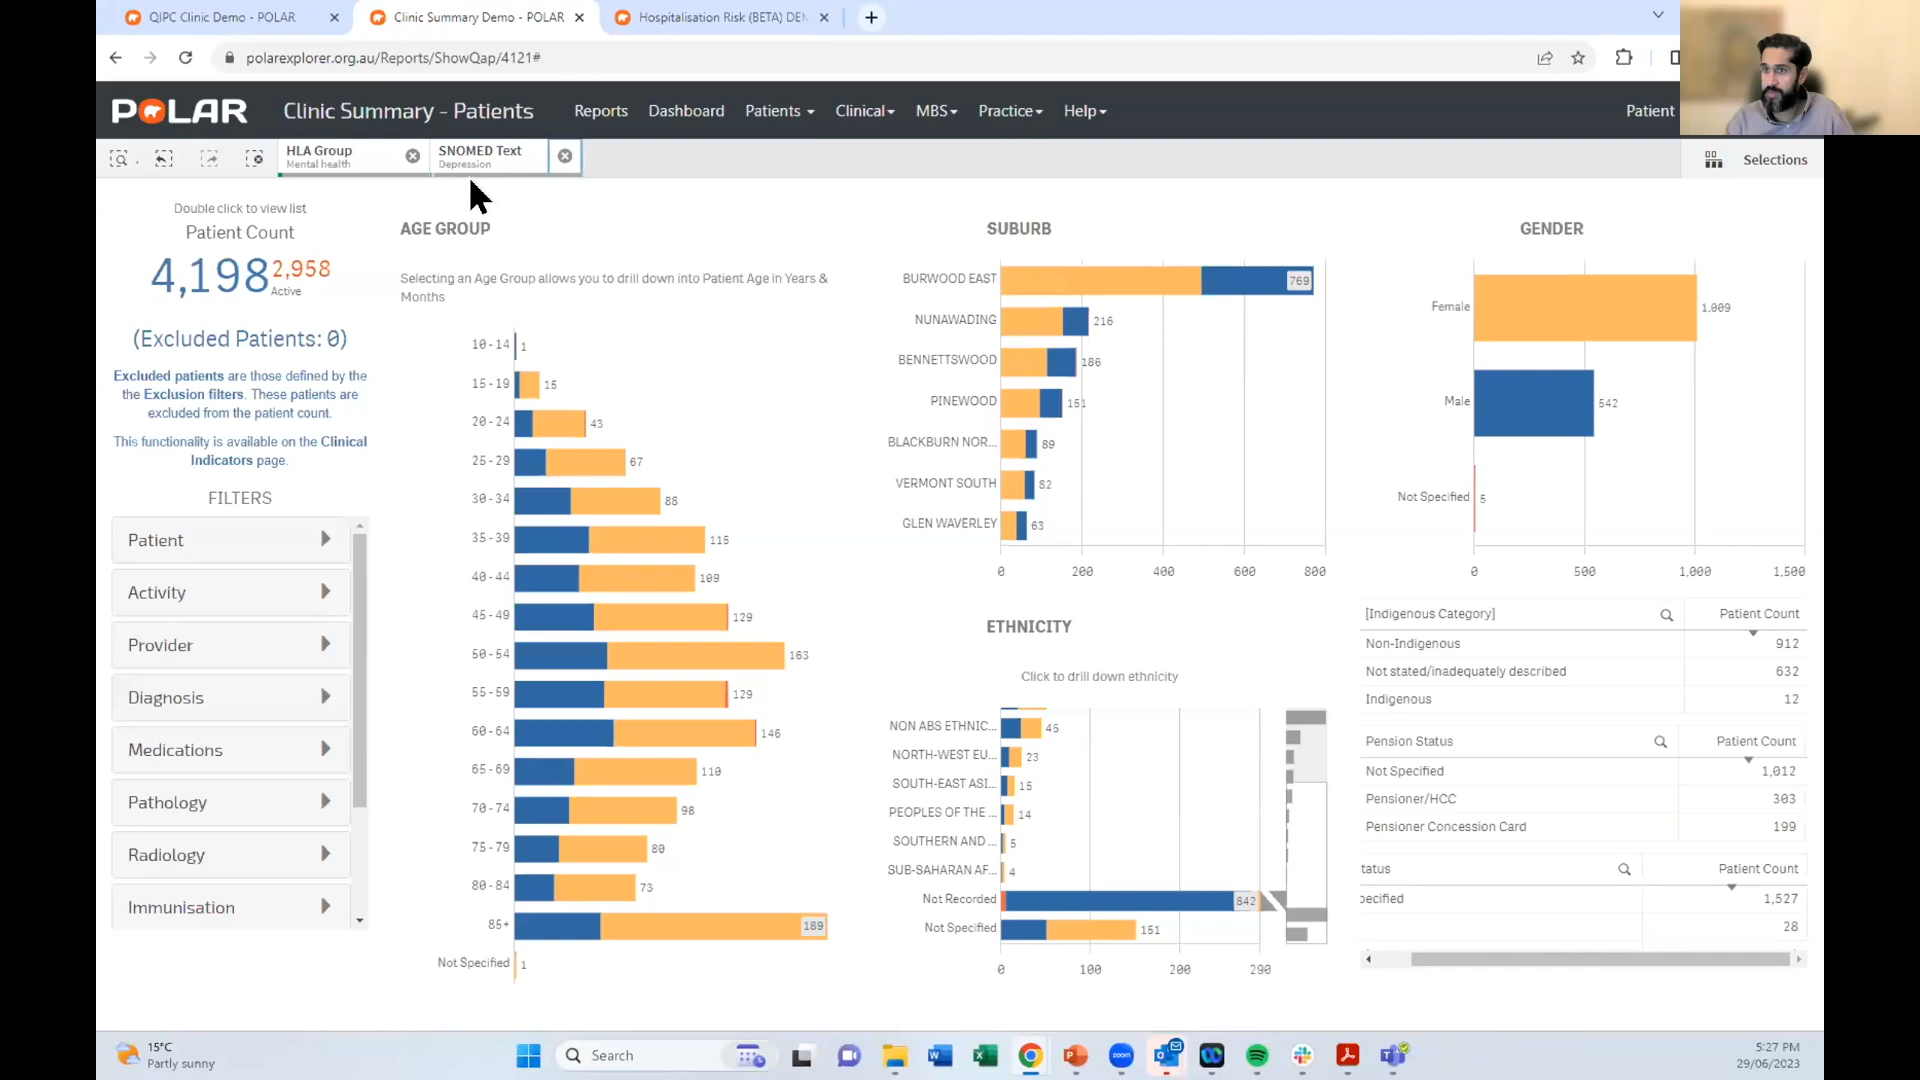 QIPC Clinic Demo - POLAR
Clinic Summary Demo - POLAR
Hospitalisation Risk (BETA) DEM
polarexplorer.org.au/Reports/ShowQap/4121#
POLAR
Clinic Summary - Patients
Reports
Dashboard
Patients
Clinical
MBS
Practice
Help
Patient
HLA Group
Mental health
SNOMED Text
Depression
Selections
Double click to view list
Patient Count
4,198
2,958
Active
(Excluded Patients: 0)
Excluded patients are those defined by the
the Exclusion filters. These patients are
excluded from the patient count.
This functionality is available on the Clinical
Indicators page.
FILTERS
Patient
Activity
Provider
Diagnosis
Medications
Pathology
Radiology
Immunisation
AGE GROUP
Selecting an Age Group allows you to drill down into Patient Age in Years &
Months
10-14 1
15-19 15
20-24 43
25-29 67
30-34 88
35-39 115
40-44 109
45-49 129
50-54 163
55-59 129
60-64 146
65-69 110
70-74 98
75-79 80
80-84 73
85+ 189
Not Specified 1
SUBURB
BURWOOD EAST 769
NUNAWADING 216
BENNETTSWOOD 186
PINEWOOD 151
BLACKBURN NOR... 89
VERMONT SOUTH 82
GLEN WAVERLEY 63
0 200 400 600 800
ETHNICITY
Click to drill down ethnicity
NON ABS ETHNIC... 45
NORTH-WEST EU... 23
SOUTH-EAST ASI... 15
PEOPLES OF THE ... 14
SOUTHERN AND ... 5
SUB-SAHARAN AF... 4
Not Recorded 842
Not Specified 151
0 100 200 290
GENDER
Female 1,009
Male 542
Not Specified 5
0 500 1,000 1,500
[Indigenous Category] Patient Count
Non-Indigenous 912
Not stated/inadequately described 632
Indigenous 12
Pension Status Patient Count
Not Specified 1,012
Pensioner/HCC 303
Pensioner Concession Card 199
tatus Patient Count
pecified 1,527
28
15°C
Partly sunny
Search
zoom
5:27 PM
29/06/2023